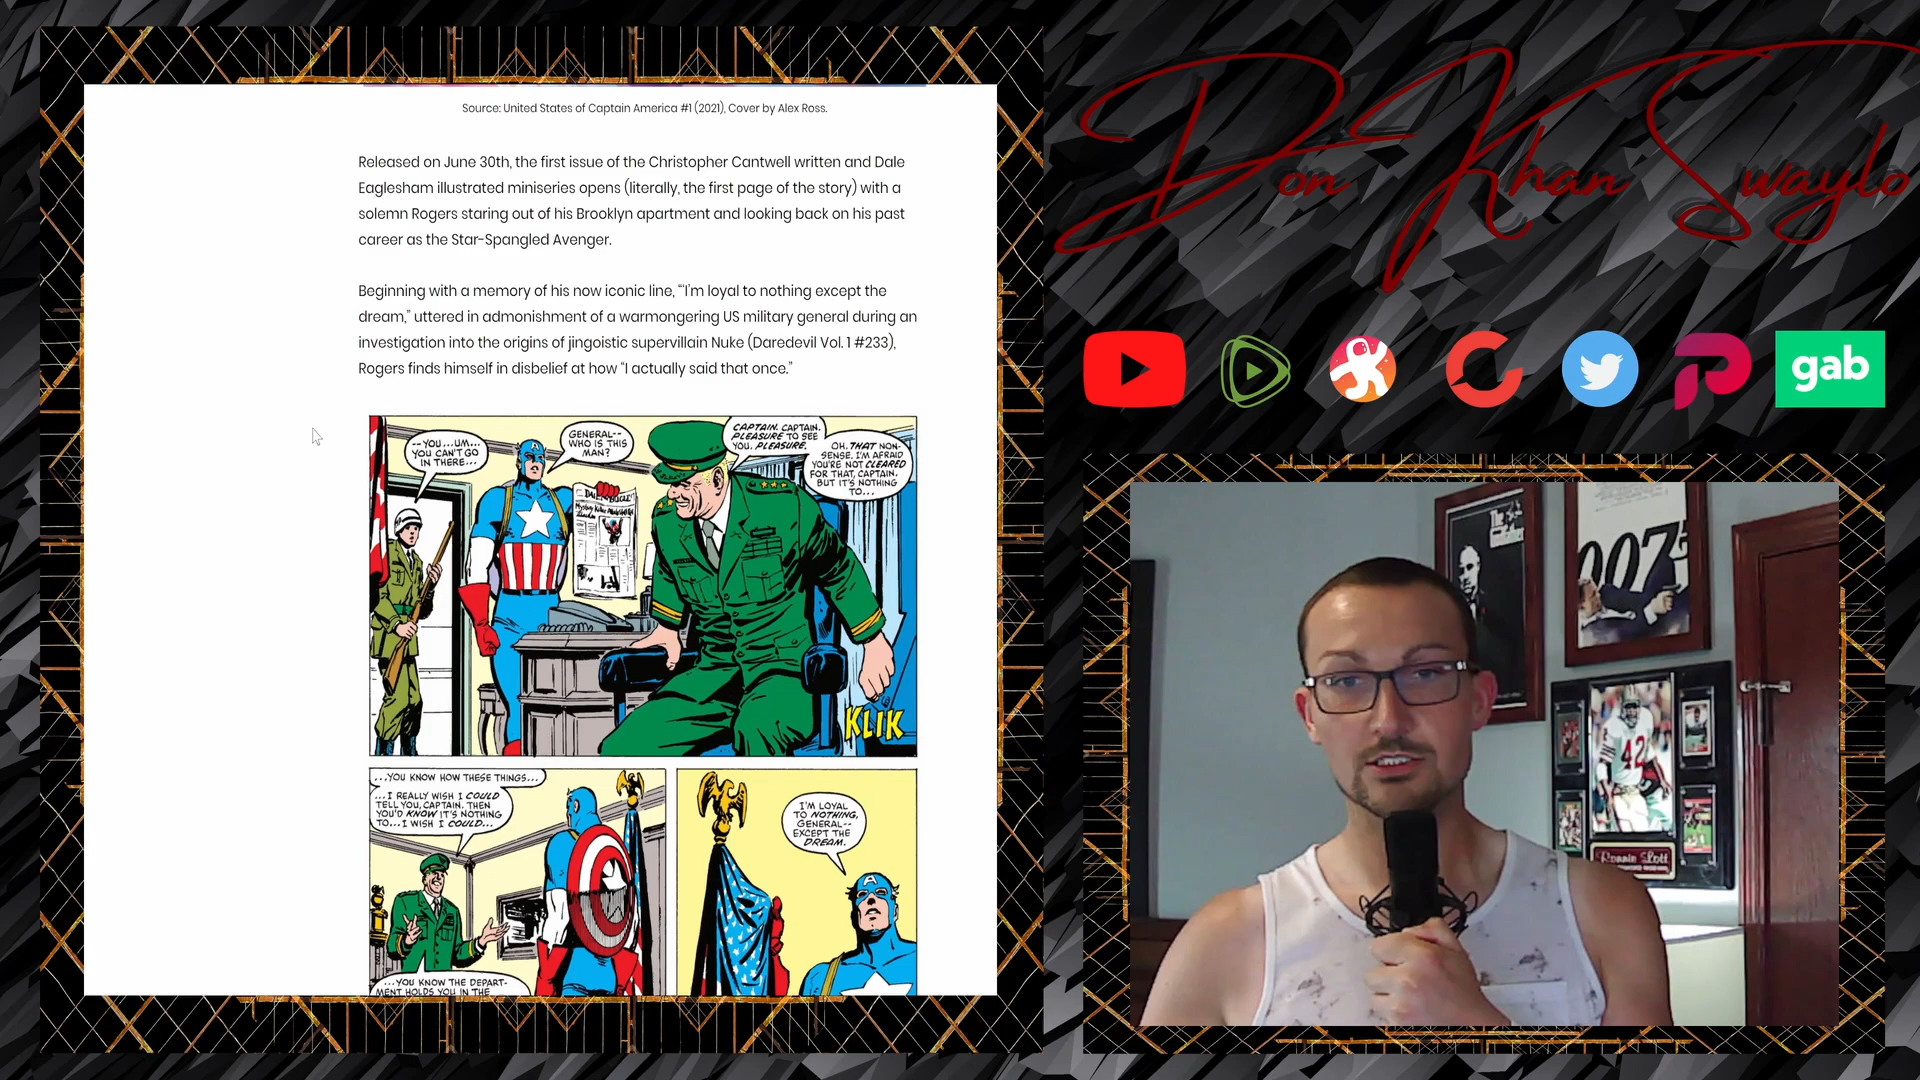 Source: United States of Captain America #1 (2021), Cover by Alex Ross.
Released on June 30th, the first issue of the Christopher Cantwell written and Dale
Eaglesham illustrated miniseries opens (literally, the first page of the story) with a
solemn Rogers staring out of his Brooklyn apartment and looking back on his past
career as the Star-Spangled Avenger.
Beginning with a memory of his now iconic line, “‘I’m loyal to nothing except the
dream,” uttered in admonishment of a warmongering US military general during an
investigation into the origins of jingoistic supervillain Nuke (Daredevil Vol. 1 #233),
Rogers finds himself in disbelief at how “I actually said that once.”
--YOU...UM...
YOU CAN'T GO
IN THERE...
GENERAL--
WHO IS THIS
MAN?
CAPTAIN. CAPTAIN.
PLEASURE TO SEE
YOU. PLEASURE.
OH. THAT NON-
SENSE. I'M AFRAID
YOU'RE NOT CLEARED
FOR THAT, CAPTAIN.
BUT IT'S NOTHING
TO...
KLIK
...YOU KNOW HOW THESE THINGS...
...I REALLY WISH I COULD
TELL YOU, CAPTAIN. THEN
YOU'D KNOW IT'S NOTHING
TO...I WISH I COULD...
...YOU KNOW THE DEPART-
MENT HOLDS YOU IN THE
I'M LOYAL
TO NOTHING,
GENERAL--
EXCEPT THE
DREAM.
Don Khan Swaylo
gab
The
Godfather
007
42
Ronnie Lott